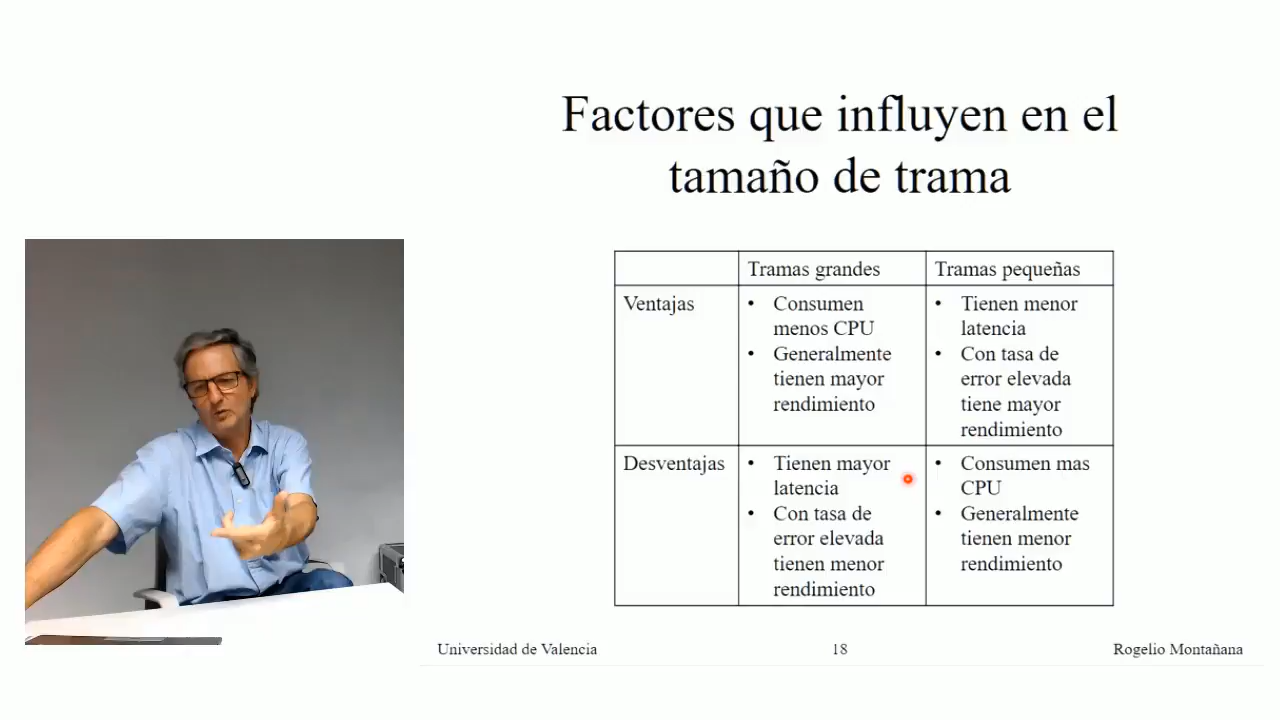 Factores que influyen en el
tamaño de trama
Tramas grandes
Tramas pequeñas
Ventajas
• Consumen
menos CPU
• Generalmente
tienen mayor
rendimiento
• Tienen menor
latencia
• Con tasa de
error elevada
tiene mayor
rendimiento
Desventajas
• Tienen mayor
latencia
• Con tasa de
error elevada
tienen menor
rendimiento
• Consumen mas
CPU
• Generalmente
tienen menor
rendimiento
Universidad de Valencia
18
Rogelio Montañana